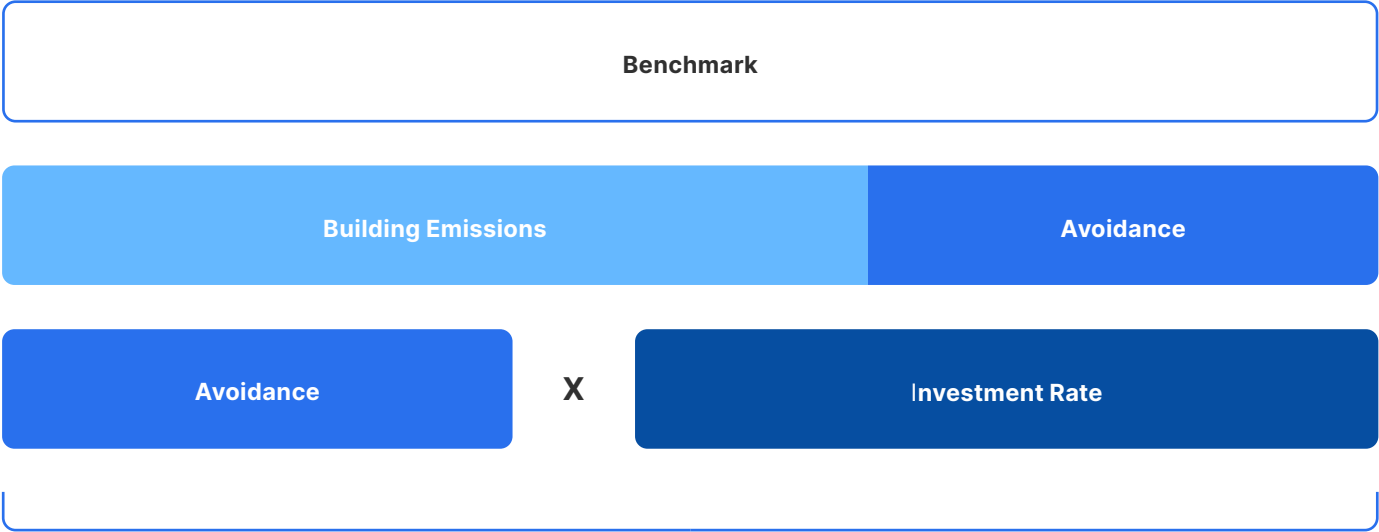 Benchmark
Building Emissions Avoidance
Avoidance X Investment Rate